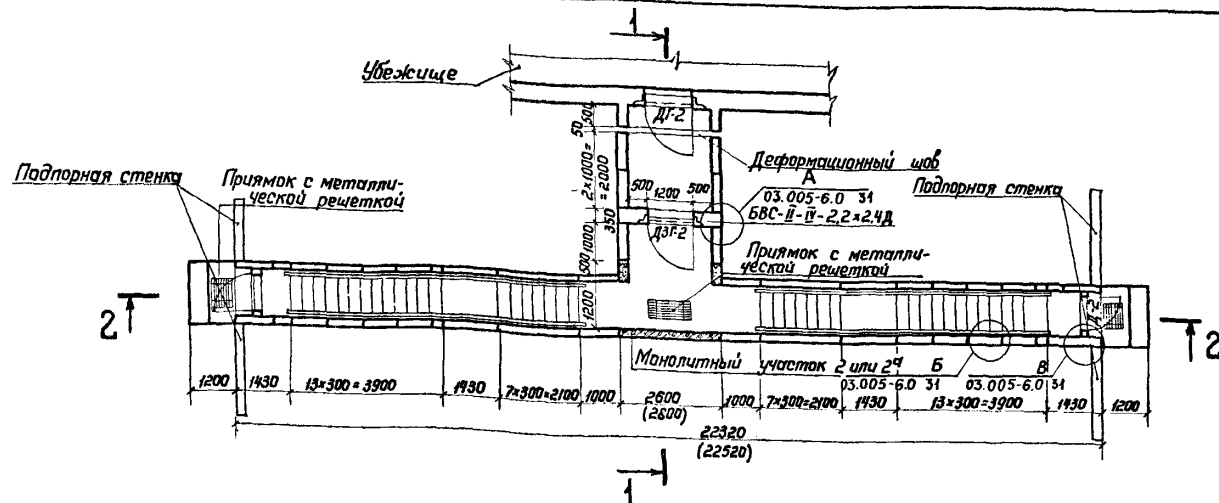 1
Убежище
ДГ-2
50 500
2×1000=
=2000
Деформационный шов
А
03.005-6.0 31
БВС-II-IV-2,2×2,4Д
Подпорная стенка
Приямок с металли-
ческой решеткой
Подпорная стенка
500
1200
500
350
ДЗГ-2
1000
500
Приямок с металли-
ческой решеткой
1200
2
2
Монолитный участок 2 или 2а
Б
03.005-6.0 31
В
03.005-6.0 31
1200
1430
13×300=3900
1430
7×300=2100
1000
2600
(2800)
1000
7×300=2100
1430
13×300=3900
1430
1200
22320
(22520)
1